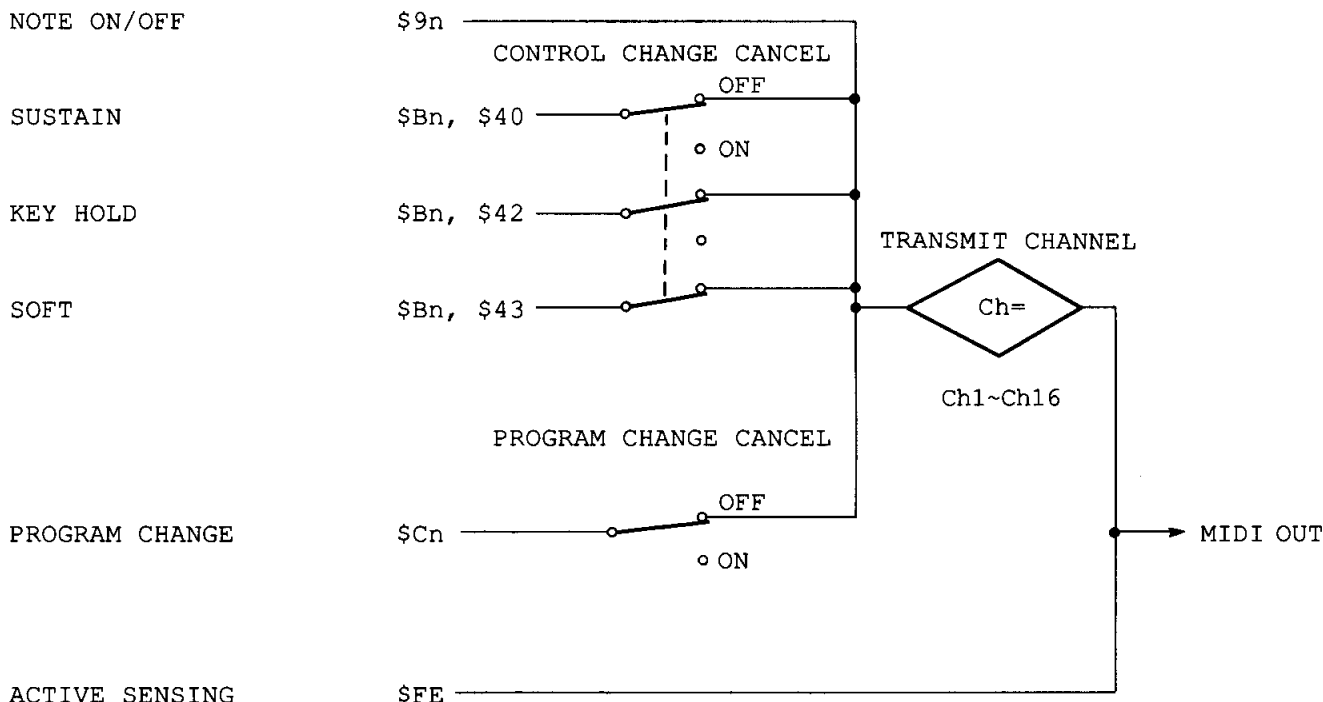 NOTE ON/OFF $9n
CONTROL CHANGE CANCEL
OFF
SUSTAIN $Bn, $40
ON
KEY HOLD $Bn, $42
TRANSMIT CHANNEL
SOFT $Bn, $43
Ch=
Ch1~Ch16
PROGRAM CHANGE CANCEL
OFF
PROGRAM CHANGE $Cn
MIDI OUT
ON
ACTIVE SENSING $FE